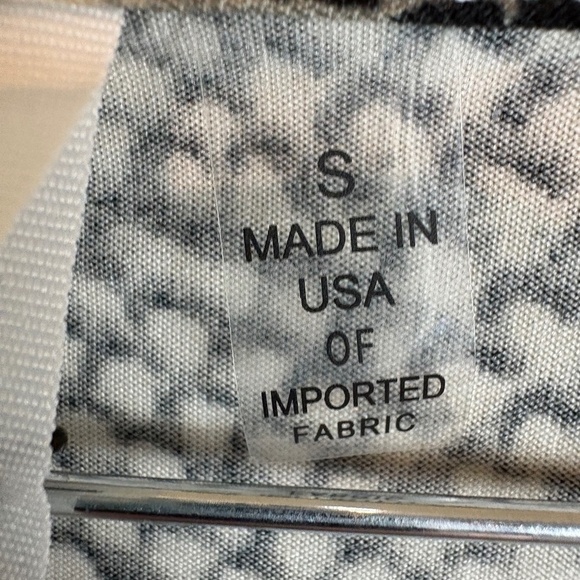 S
MADE IN
USA
OF
IMPORTED
FABRIC